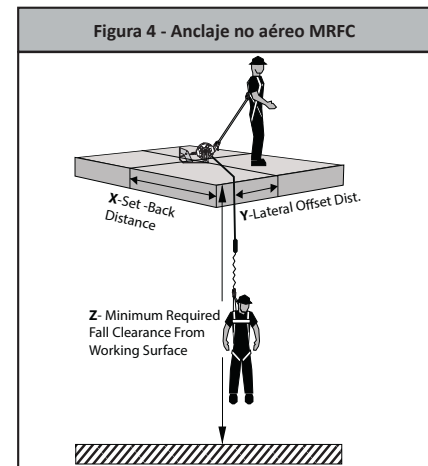 Figura 4 - Anclaje no aéreo MRFC
X-Set -Back
Distance
Y-Lateral Offset Dist.
Z- Minimum Required
Fall Clearance From
Working Surface